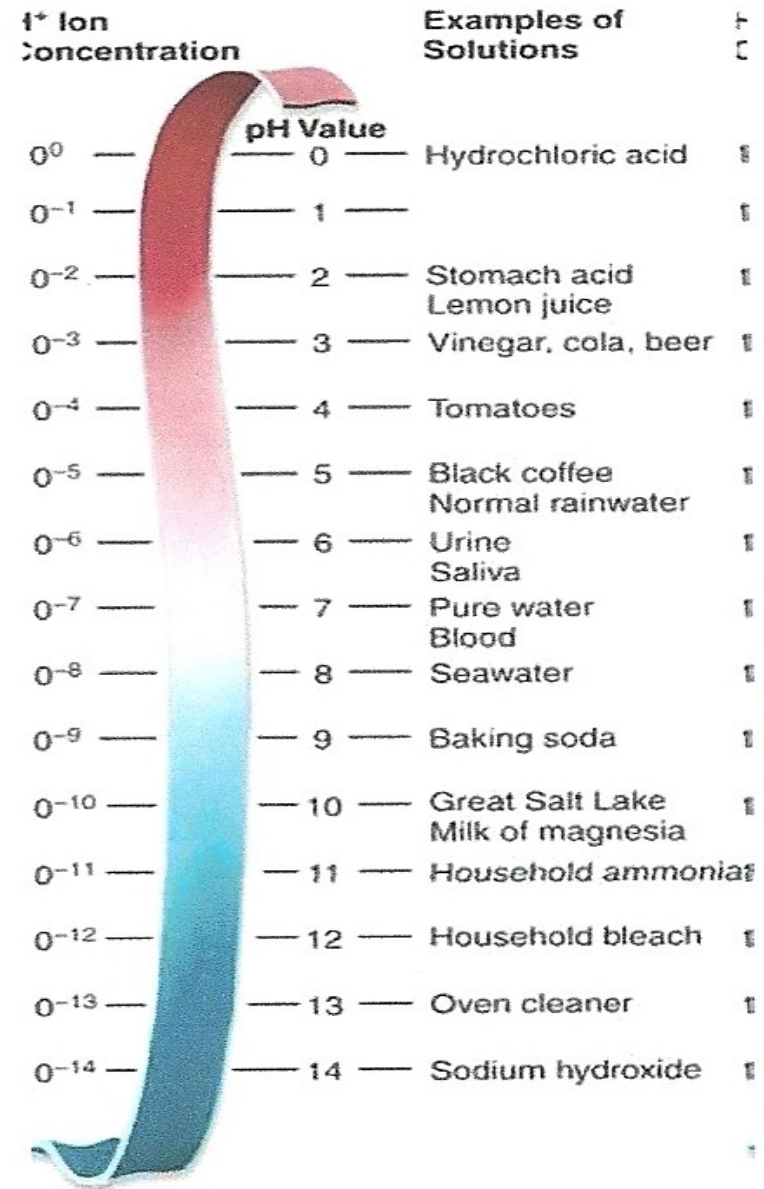 + Ion
Concentration
Examples of
Solutions
pH Value
0⁰ 0 Hydrochloric acid
0⁻¹ 1
0⁻² 2 Stomach acid
Lemon juice
0⁻³ 3 Vinegar, cola, beer
0⁻⁴ 4 Tomatoes
0⁻⁵ 5 Black coffee
Normal rainwater
0⁻⁶ 6 Urine
Saliva
0⁻⁷ 7 Pure water
Blood
0⁻⁸ 8 Seawater
0⁻⁹ 9 Baking soda
0⁻¹⁰ 10 Great Salt Lake
Milk of magnesia
0⁻¹¹ 11 Household ammonia
0⁻¹² 12 Household bleach
0⁻¹³ 13 Oven cleaner
0⁻¹⁴ 14 Sodium hydroxide